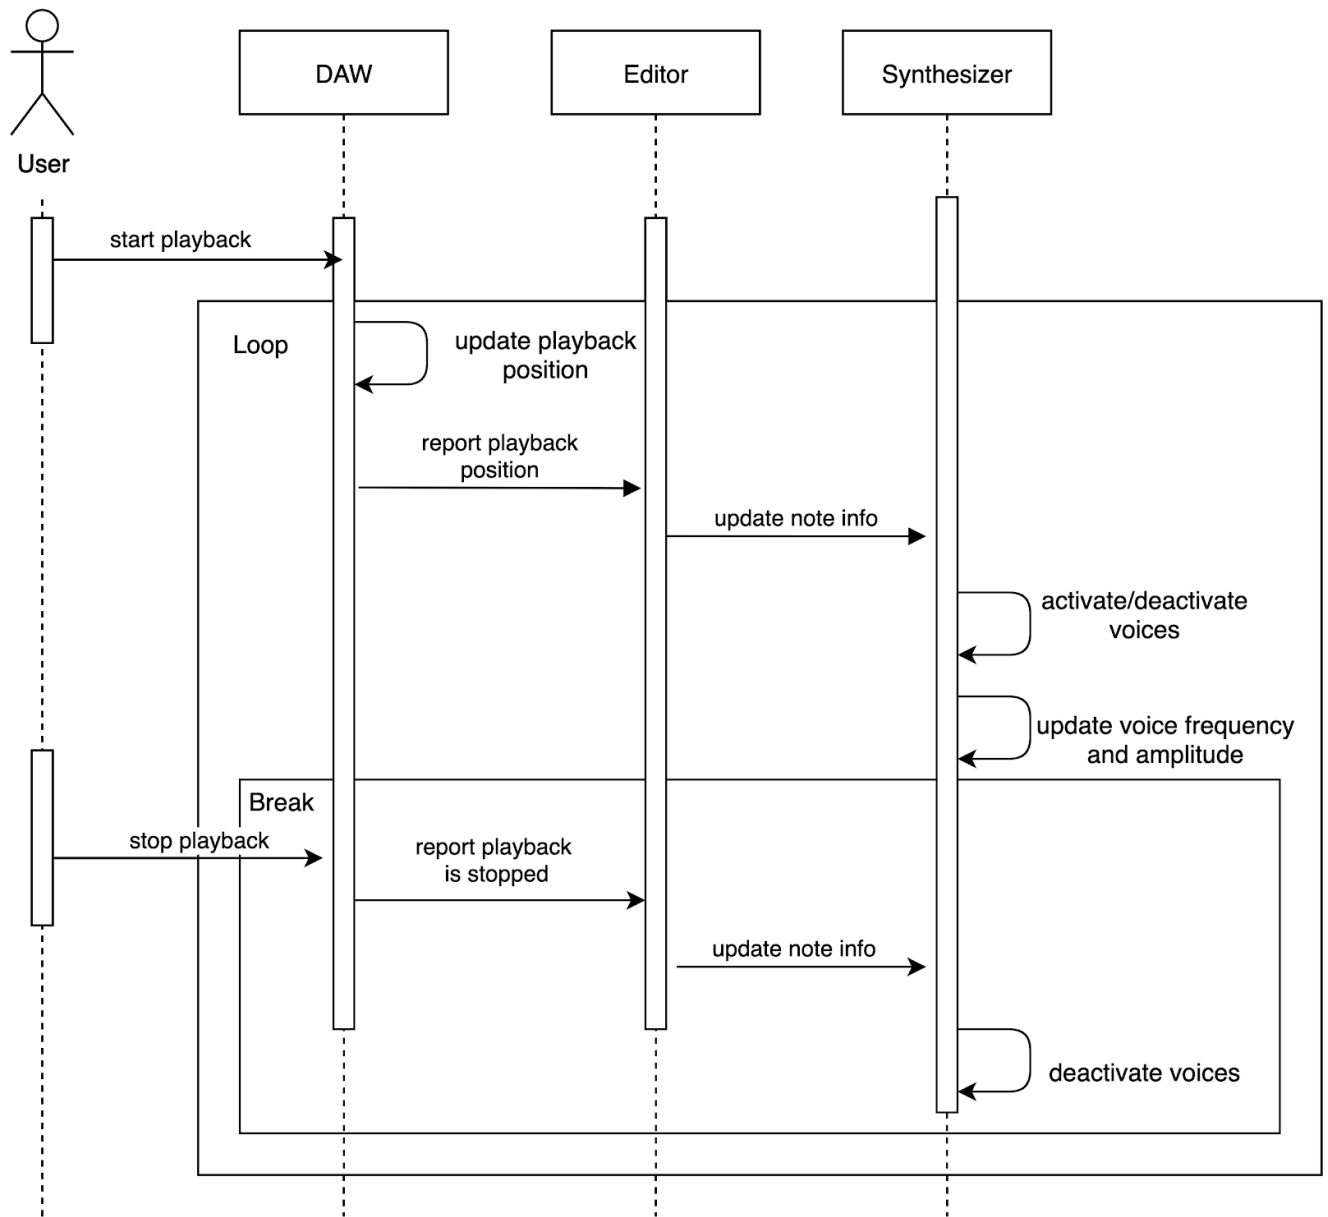 DAW
Editor
Synthesizer
User
start playback
Loop
update playback
position
report playback
position
update note info
activate/deactivate
voices
update voice frequency
and amplitude
Break
stop playback
report playback
is stopped
update note info
deactivate voices